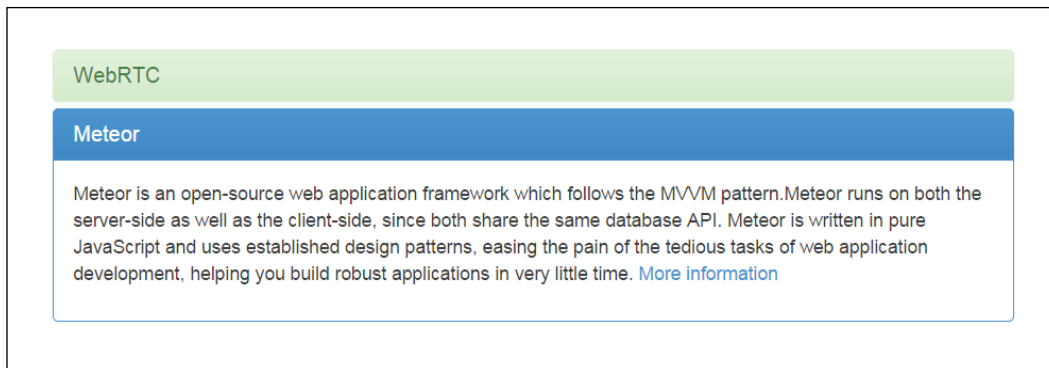 WebRTC
Meteor
Meteor is an open-source web application framework which follows the MVVM pattern.Meteor runs on both the
server-side as well as the client-side, since both share the same database API. Meteor is written in pure
JavaScript and uses established design patterns, easing the pain of the tedious tasks of web application
development, helping you build robust applications in very little time. More information